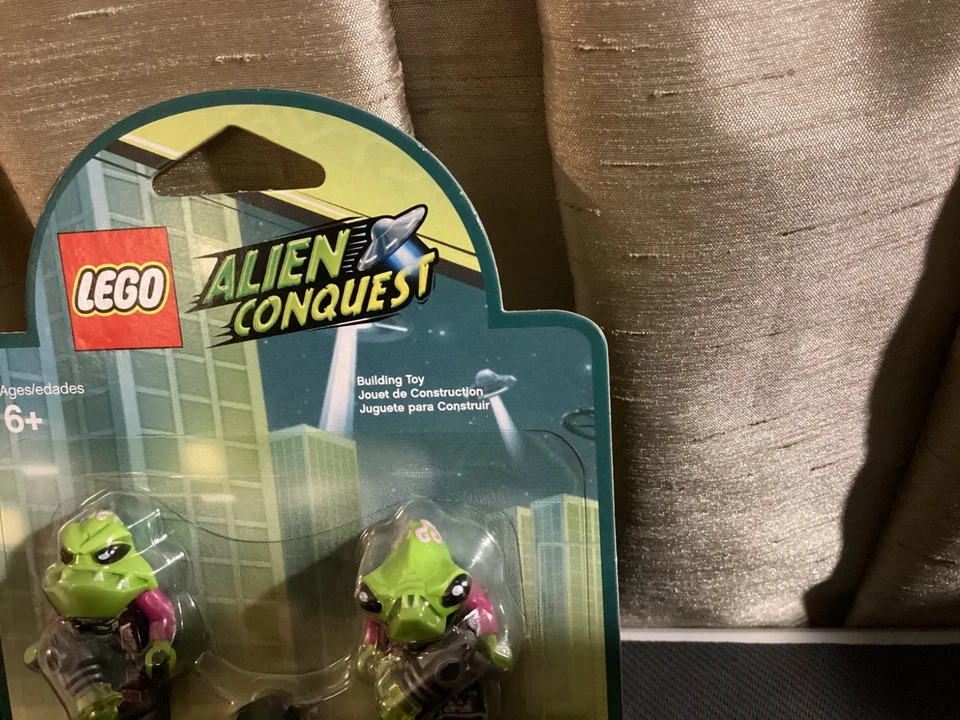 LEGO
ALIEN
CONQUEST
Ages/edades
6+
Building Toy
Jouet de Construction
Juguete para Construir